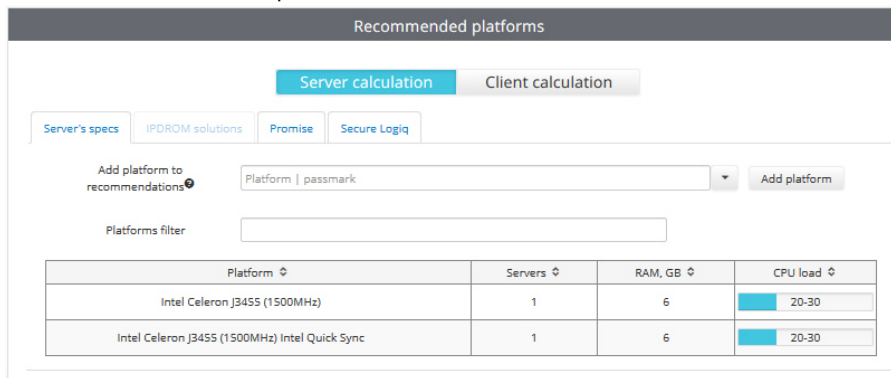 Recommended platforms
Server calculation Client calculation
Server's specs IPDROM solutions Promise Secure Logiq
Add platform to
recommendations? Platform | passmark Add platform
Platforms filter
Platform Servers RAM, GB CPU load
Intel Celeron J3455 (1500MHz) 1 6 20-30
Intel Celeron J3455 (1500MHz) Intel Quick Sync 1 6 20-30